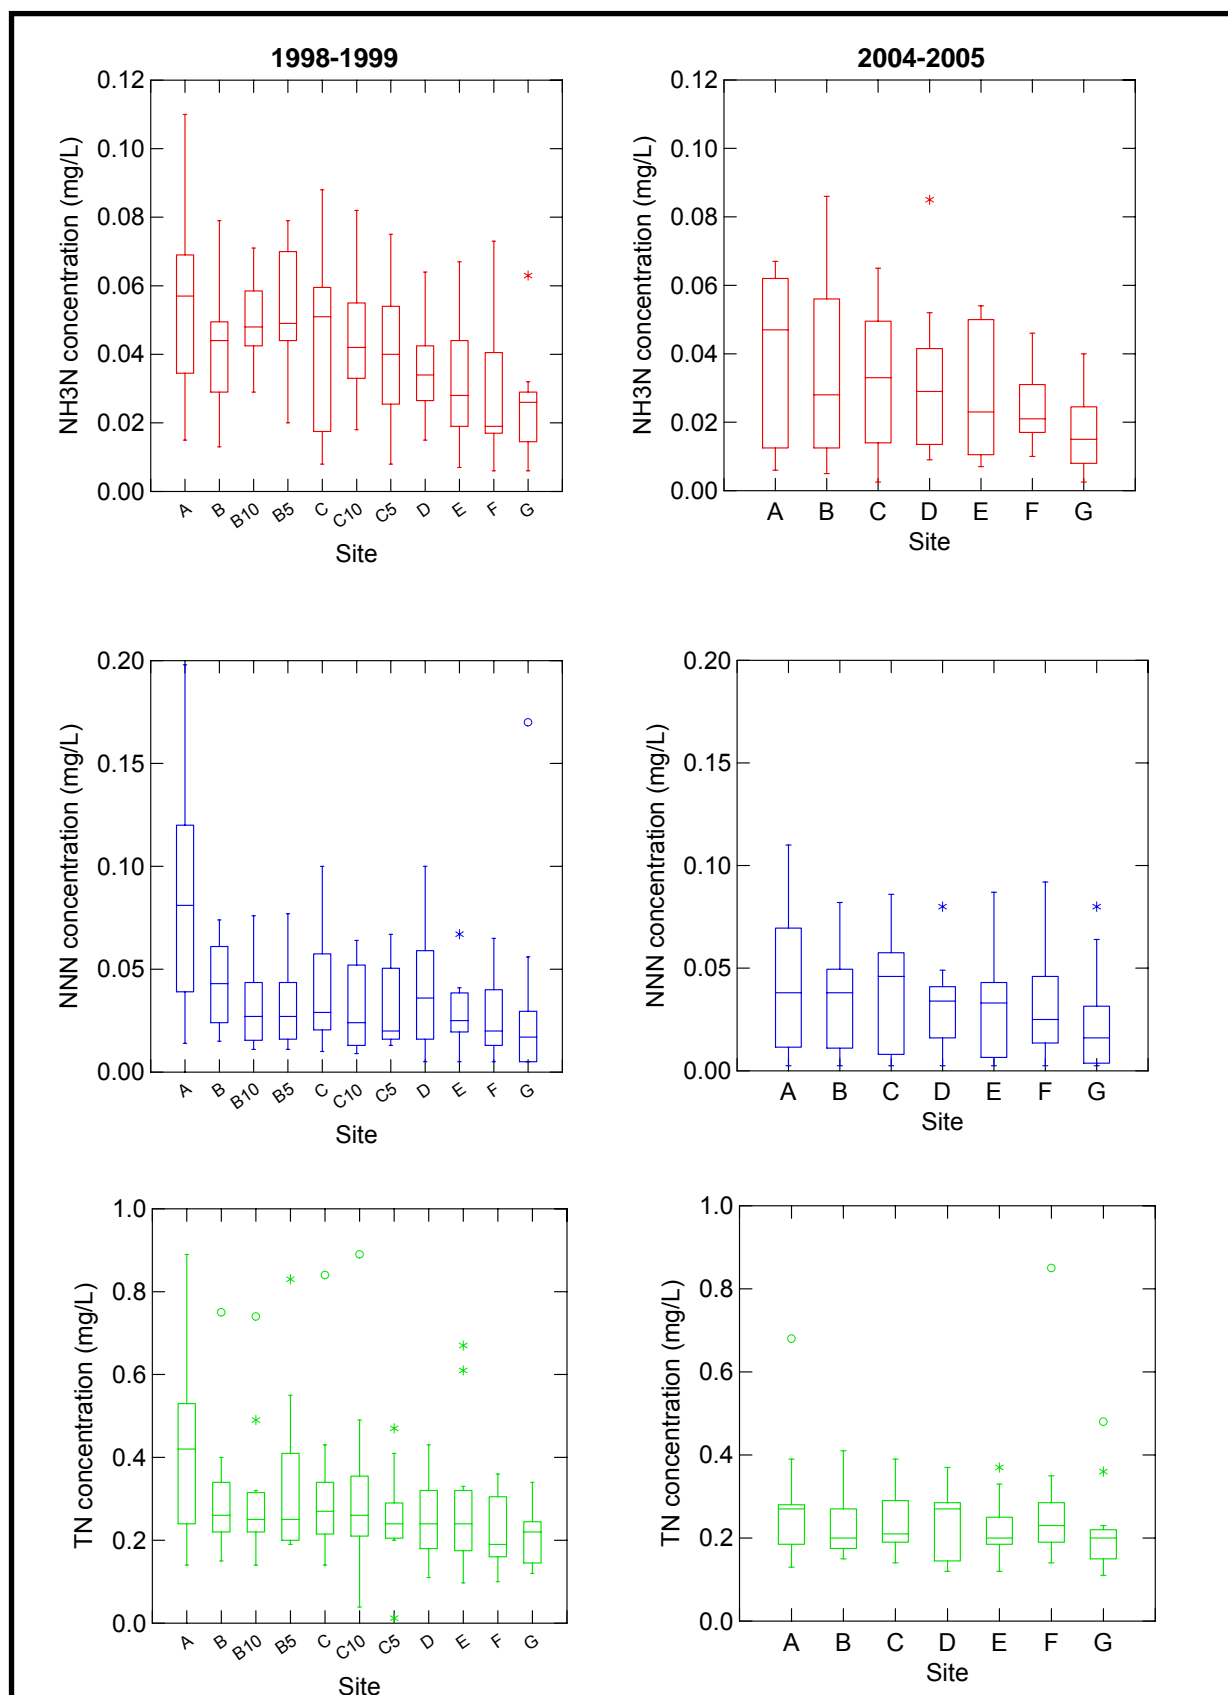 1998-1999
2004-2005
0.12
0.10
0.08
0.06
0.04
0.02
0.00
NH3N concentration (mg/L)
A B B10 B5 C C10 C5 D E F G
Site
0.12
0.10
0.08
0.06
0.04
0.02
0.00
NH3N concentration (mg/L)
A B C D E F G
Site
0.20
0.15
0.10
0.05
0.00
NNN concentration (mg/L)
A B B10 B5 C C10 C5 D E F G
Site
0.20
0.15
0.10
0.05
0.00
NNN concentration (mg/L)
A B C D E F G
Site
1.0
0.8
0.6
0.4
0.2
0.0
TN concentration (mg/L)
A B B10 B5 C C10 C5 D E F G
Site
1.0
0.8
0.6
0.4
0.2
0.0
TN concentration (mg/L)
A B C D E F G
Site